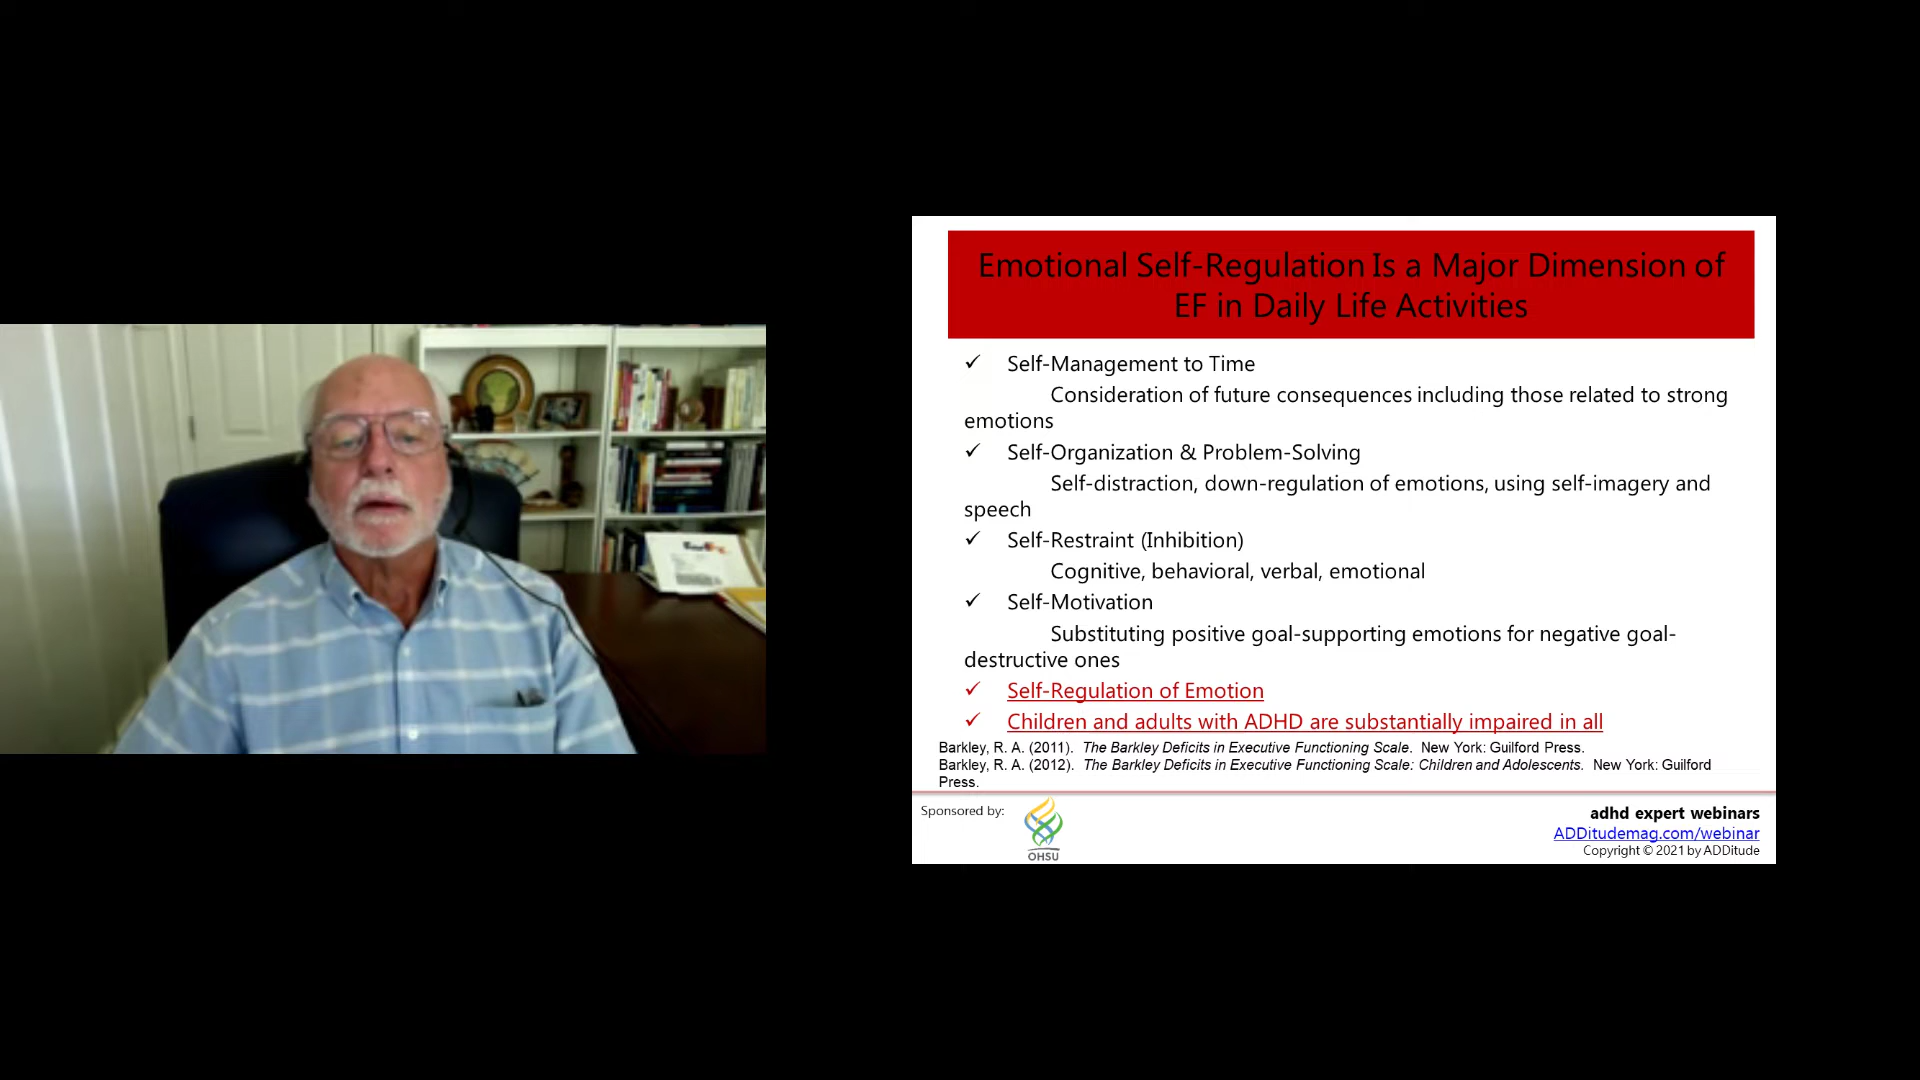 Emotional Self-Regulation Is a Major Dimension of
EF in Daily Life Activities
✓ Self-Management to Time
Consideration of future consequences including those related to strong
emotions
✓ Self-Organization & Problem-Solving
Self-distraction, down-regulation of emotions, using self-imagery and
speech
✓ Self-Restraint (Inhibition)
Cognitive, behavioral, verbal, emotional
✓ Self-Motivation
Substituting positive goal-supporting emotions for negative goal-
destructive ones
✓ Self-Regulation of Emotion
✓ Children and adults with ADHD are substantially impaired in all
Barkley, R. A. (2011). The Barkley Deficits in Executive Functioning Scale. New York: Guilford Press.
Barkley, R. A. (2012). The Barkley Deficits in Executive Functioning Scale: Children and Adolescents. New York: Guilford
Press.
Sponsored by:
OHSU
adhd expert webinars
ADDitudemag.com/webinar
Copyright © 2021 by ADDitude